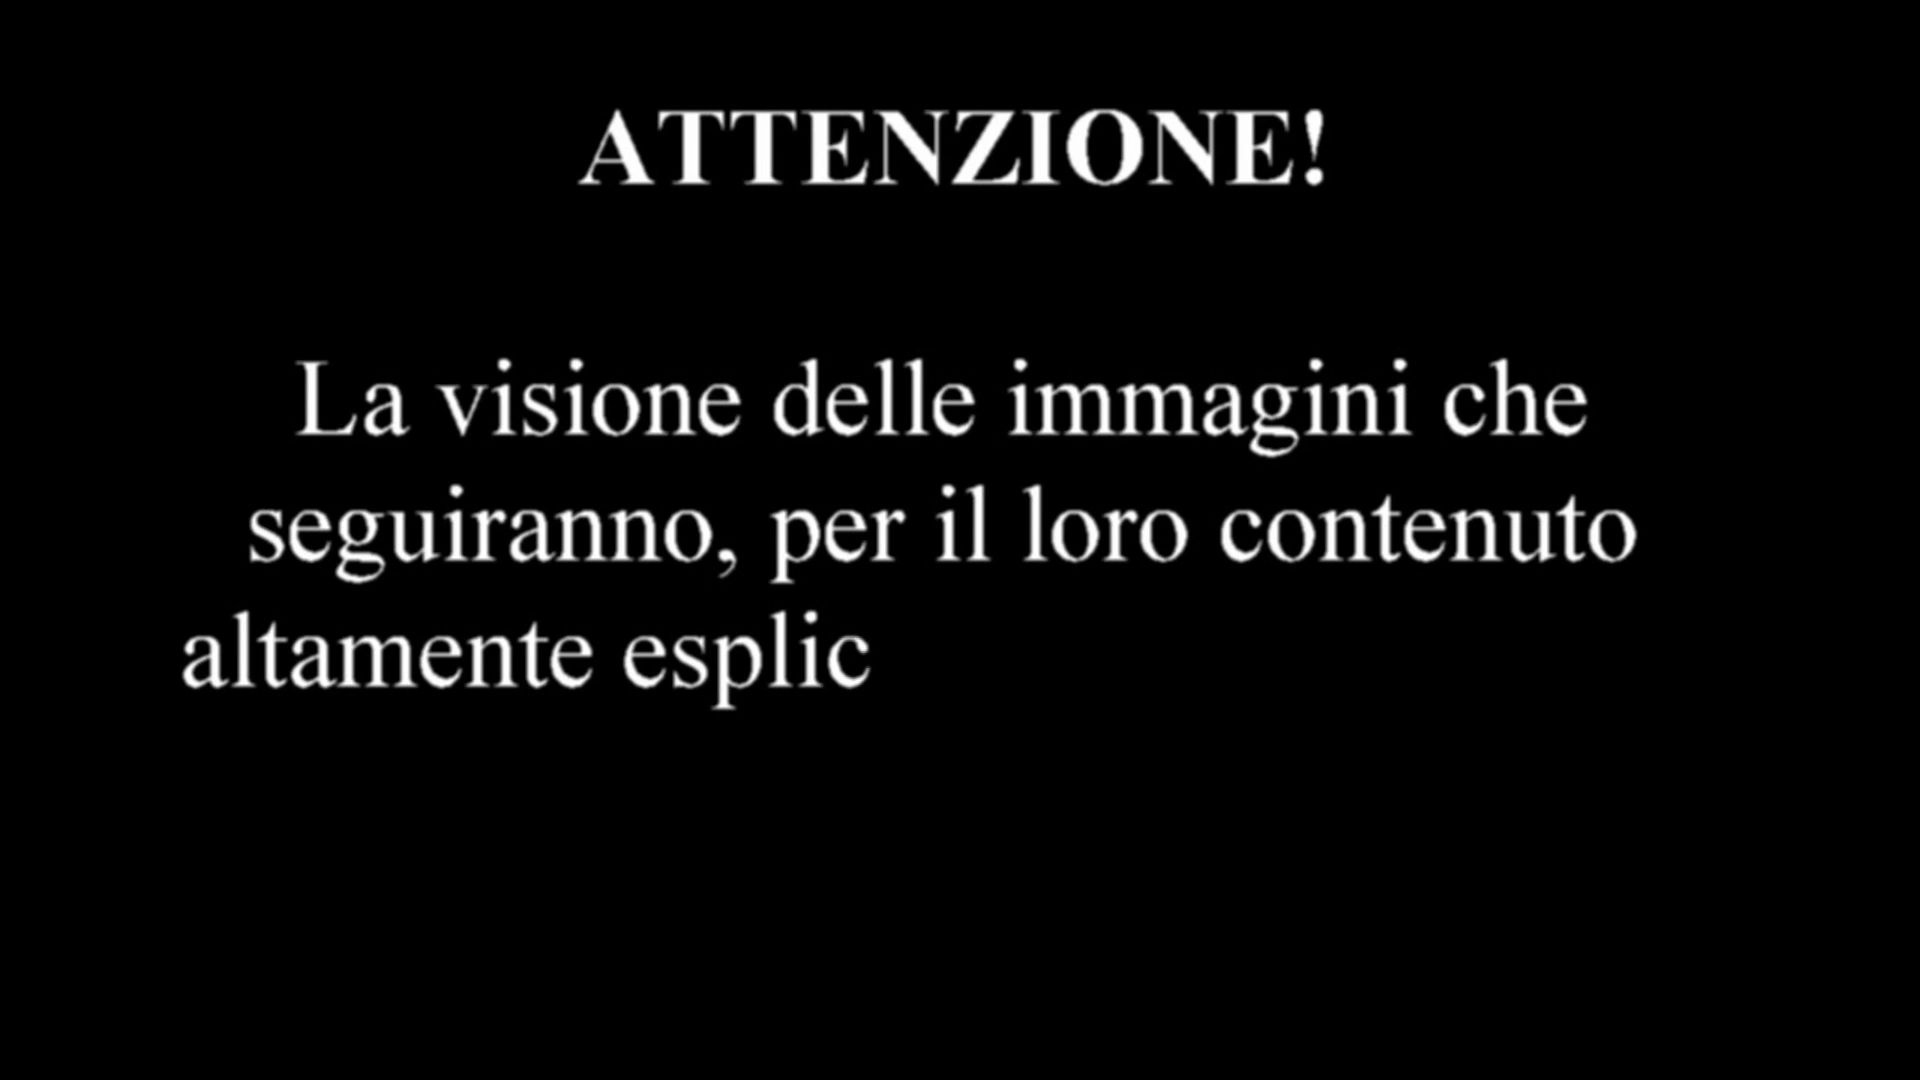 ATTENZIONE!
La visione delle immagini che
seguiranno, per il loro contenuto
altamente esplic